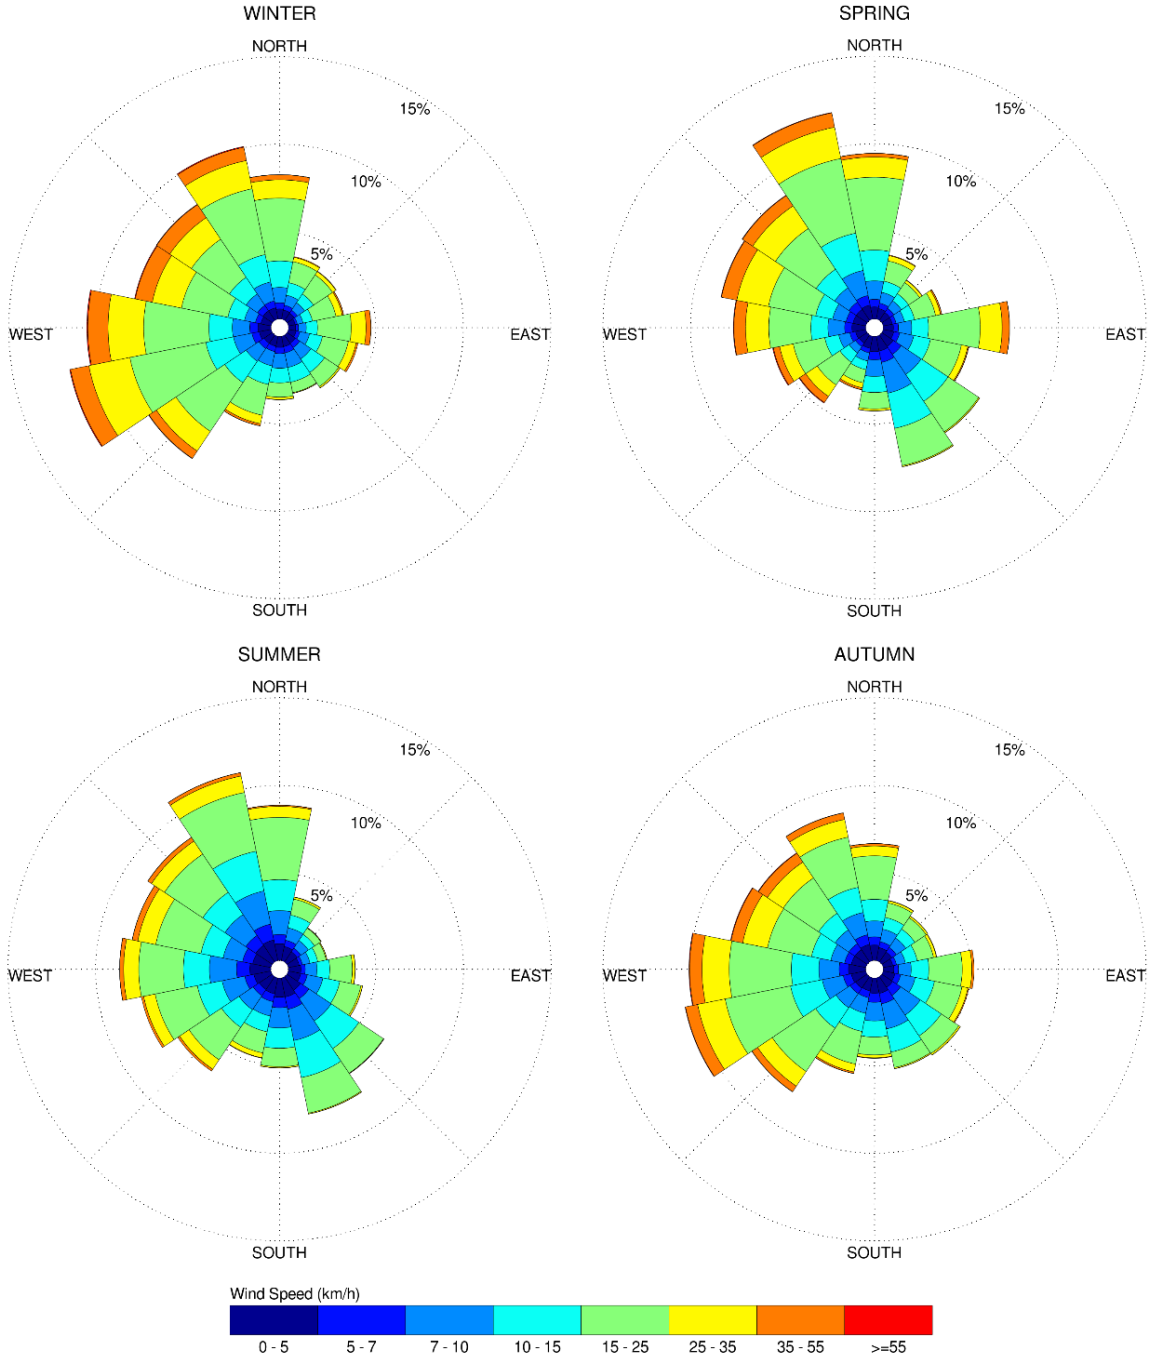 WINTER
SPRING
NORTH
NORTH
15%
15%
10%
10%
5%
5%
WEST
EAST
WEST
EAST
SOUTH
SOUTH
SUMMER
AUTUMN
NORTH
NORTH
15%
15%
10%
10%
5%
5%
WEST
EAST
WEST
EAST
SOUTH
SOUTH
Wind Speed (km/h)
0 - 5 5 - 7 7 - 10 10 - 15 15 - 25 25 - 35 35 - 55 >=55